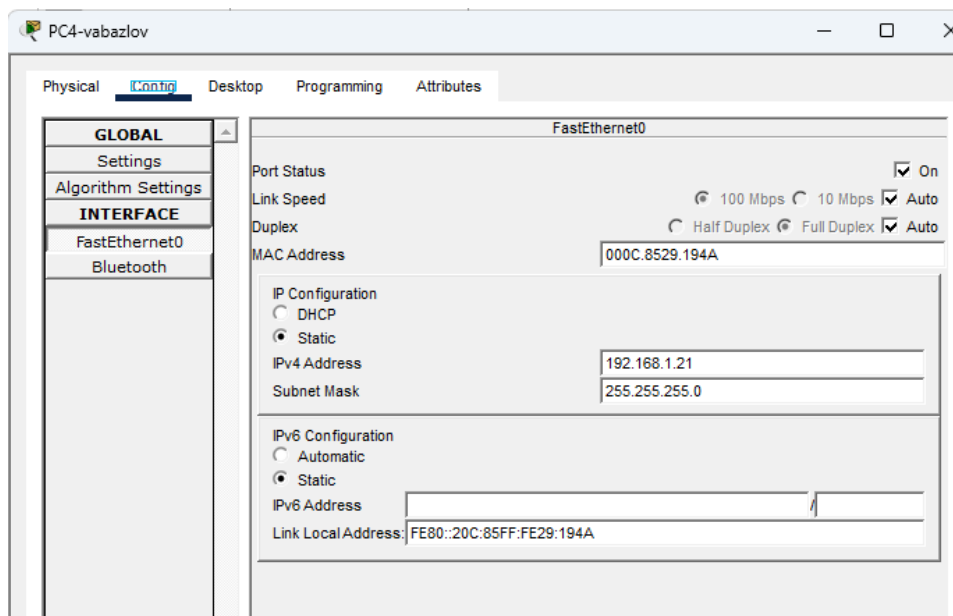 PC4-vabazlov
Physical Config Desktop Programming Attributes
GLOBAL
Settings
Algorithm Settings
INTERFACE
FastEthernet0
Bluetooth
FastEthernet0
Port Status On
Link Speed 100 Mbps 10 Mbps Auto
Duplex Half Duplex Full Duplex Auto
MAC Address 000C.8529.194A
IP Configuration
DHCP
Static
IPv4 Address 192.168.1.21
Subnet Mask 255.255.255.0
IPv6 Configuration
Automatic
Static
IPv6 Address /
Link Local Address: FE80::20C:85FF:FE29:194A